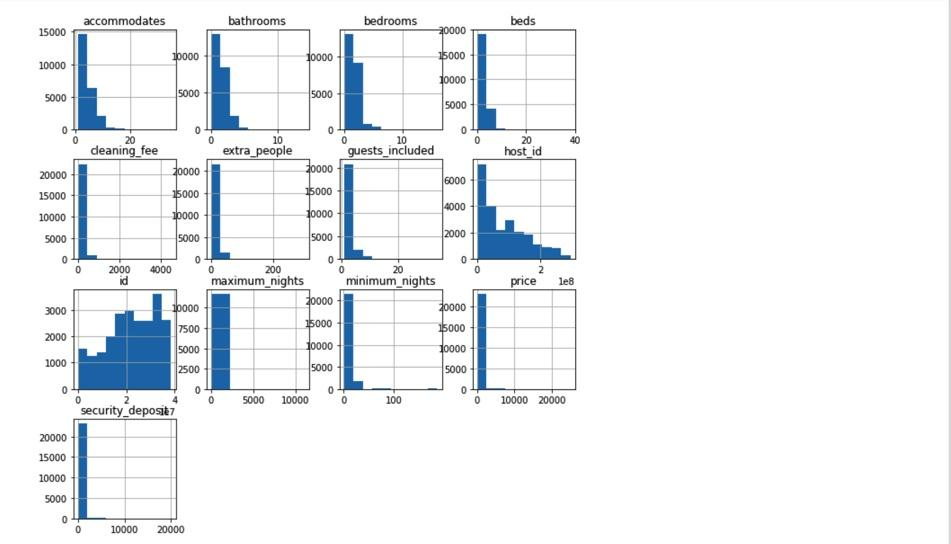 accommodates bathrooms bedrooms beds
15000 10000 5000 0
10000 5000 0
10000 5000 0
20000 15000 10000 5000 0
0 20 0 10 0 10 0 20 40
cleaning_fee extra_people guests_included host_id
20000 15000 10000 5000 0
20000 15000 10000 5000 0
20000 15000 10000 5000 0
6000 4000 2000 0
0 2000 4000 0 200 0 20 0 2
1e8
id maximum_nights minimum_nights price
3000 2000 1000 0
10000 7500 5000 2500 0
20000 15000 10000 5000 0
20000 15000 10000 5000 0
0 2 4 0 5000 10000 0 100 0 10000 20000
1e7
security_deposit
20000 15000 10000 5000 0
0 10000 20000